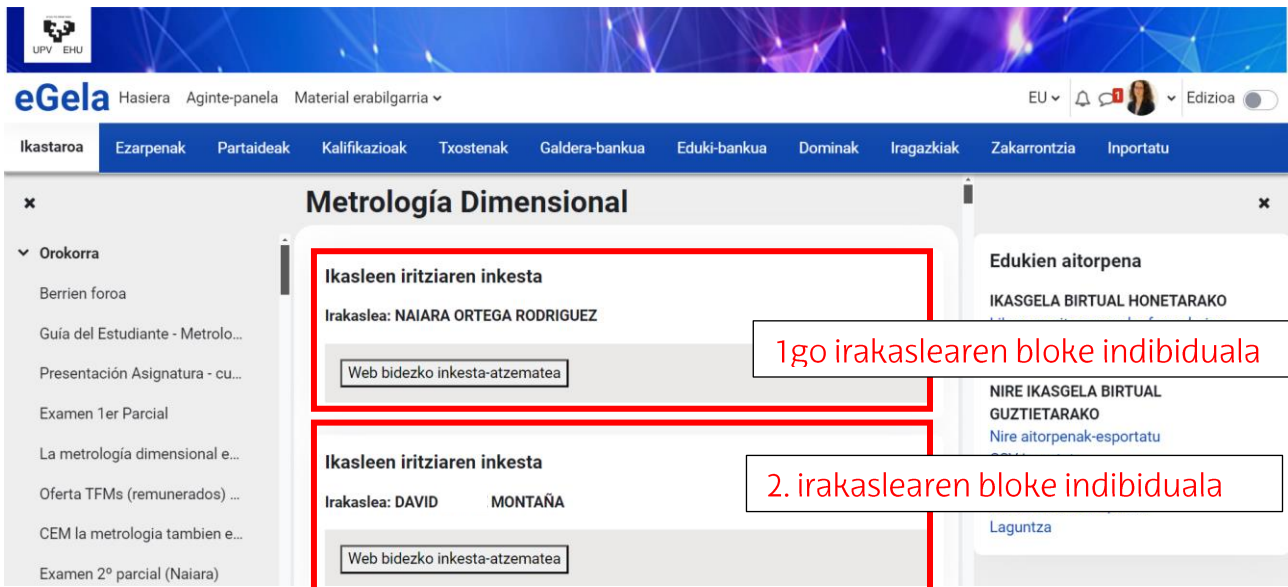 UPV EHU
eGela Hasiera Aginte-panela Material erabilgarria EU 1 Edizioa
Ikastaroa Ezarpenak Partaideak Kalifikazioak Txostenak Galdera-bankua Eduki-bankua Dominak Iragazkiak Zakarrontzia Inportatu
Orokorra
Berrien foroa
Guía del Estudiante - Metrolo...
Presentación Asignatura - cu...
Examen 1er Parcial
La metrología dimensional e...
Oferta TFMs (remunerados) ...
CEM la metrologia tambien e...
Examen 2º parcial (Naiara)
Metrología Dimensional
Ikasleen iritziaren inkesta
Irakaslea: NAIARA ORTEGA RODRIGUEZ
Web bidezko inkesta-atzematea
1go irakaslearen bloke indibiduala
Ikasleen iritziaren inkesta
Irakaslea: DAVID MONTAÑA
Web bidezko inkesta-atzematea
2. irakaslearen bloke indibiduala
Edukien aitorpena
IKASGELA BIRTUAL HONETARAKO
NIRE IKASGELA BIRTUAL
GUZTIETARAKO
Nire aitorpenak-esportatu
Laguntza